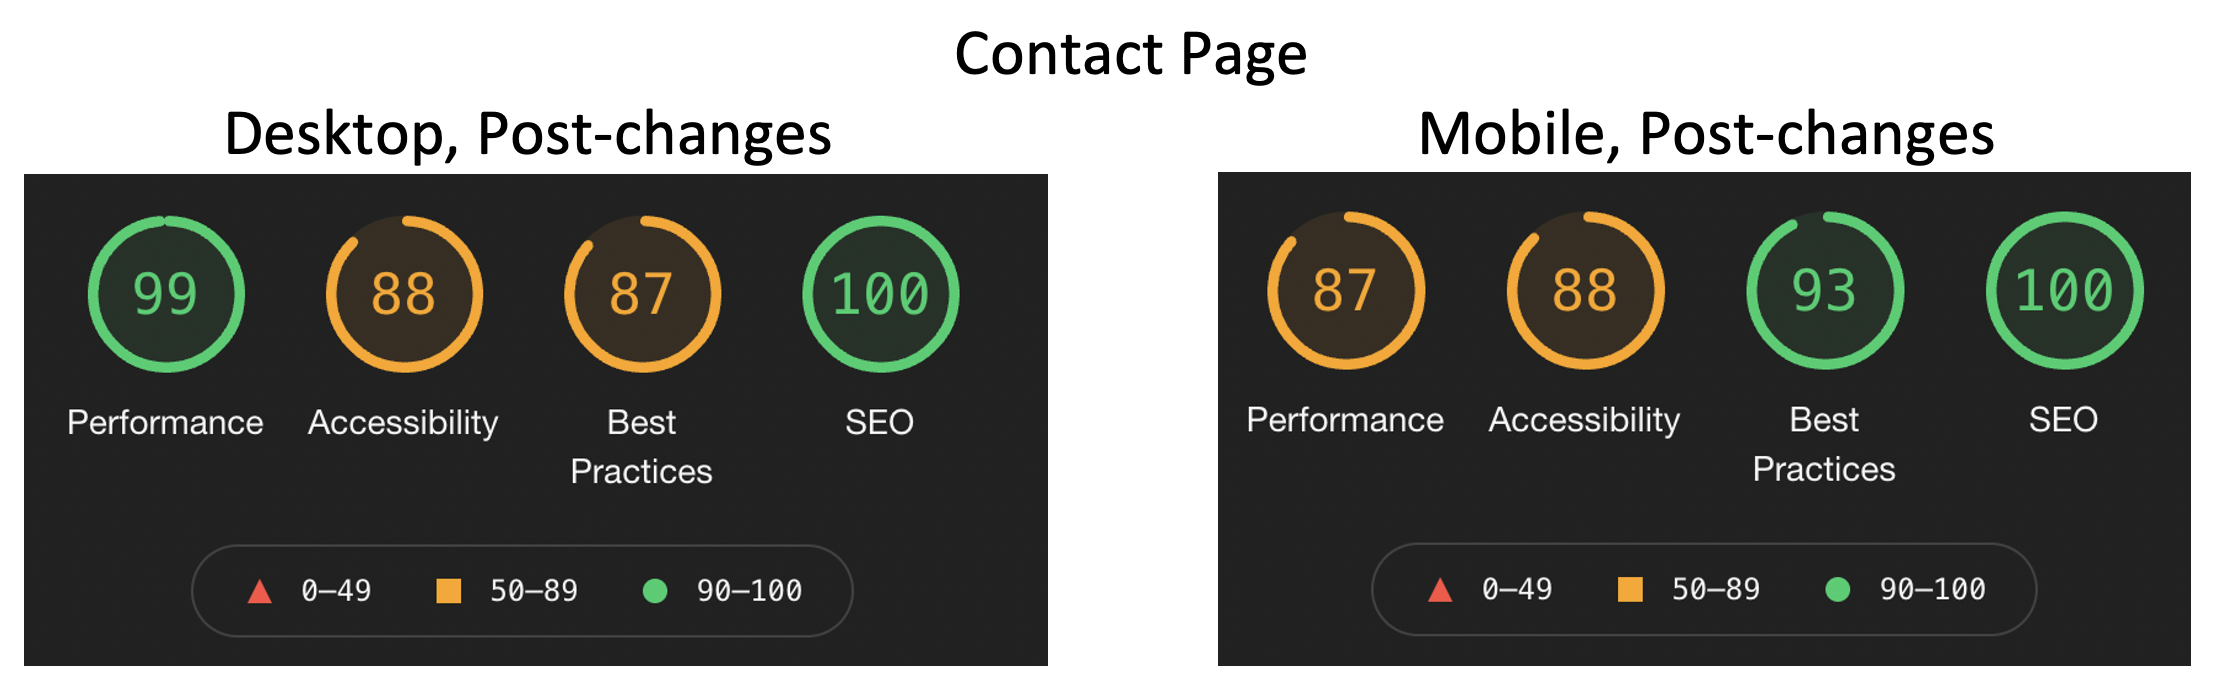 Contact Page
Desktop, Post-changes
99 88 87 100
Performance Accessibility Best SEO
Practices
0–49 50–89 90–100
Mobile, Post-changes
87 88 93 100
Performance Accessibility Best SEO
Practices
0–49 50–89 90–100